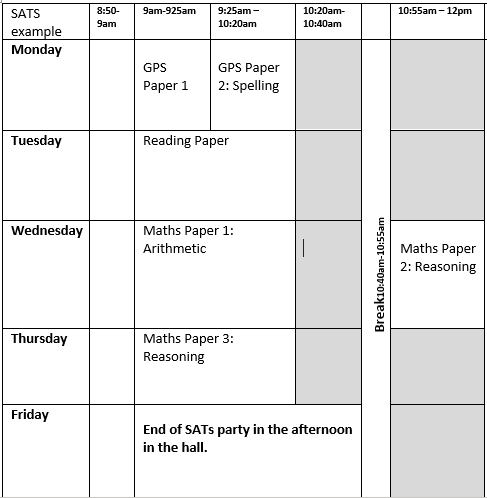 SATS example
8:50-9am
9am-925am
9:25am – 10:20am
10:20am-10:40am
10:55am – 12pm
Monday
GPS Paper 1
GPS Paper 2: Spelling
Tuesday
Reading Paper
Wednesday
Maths Paper 1: Arithmetic
Break10:40am-10:55am
Maths Paper 2: Reasoning
Thursday
Maths Paper 3: Reasoning
Friday
End of SATs party in the afternoon in the hall.